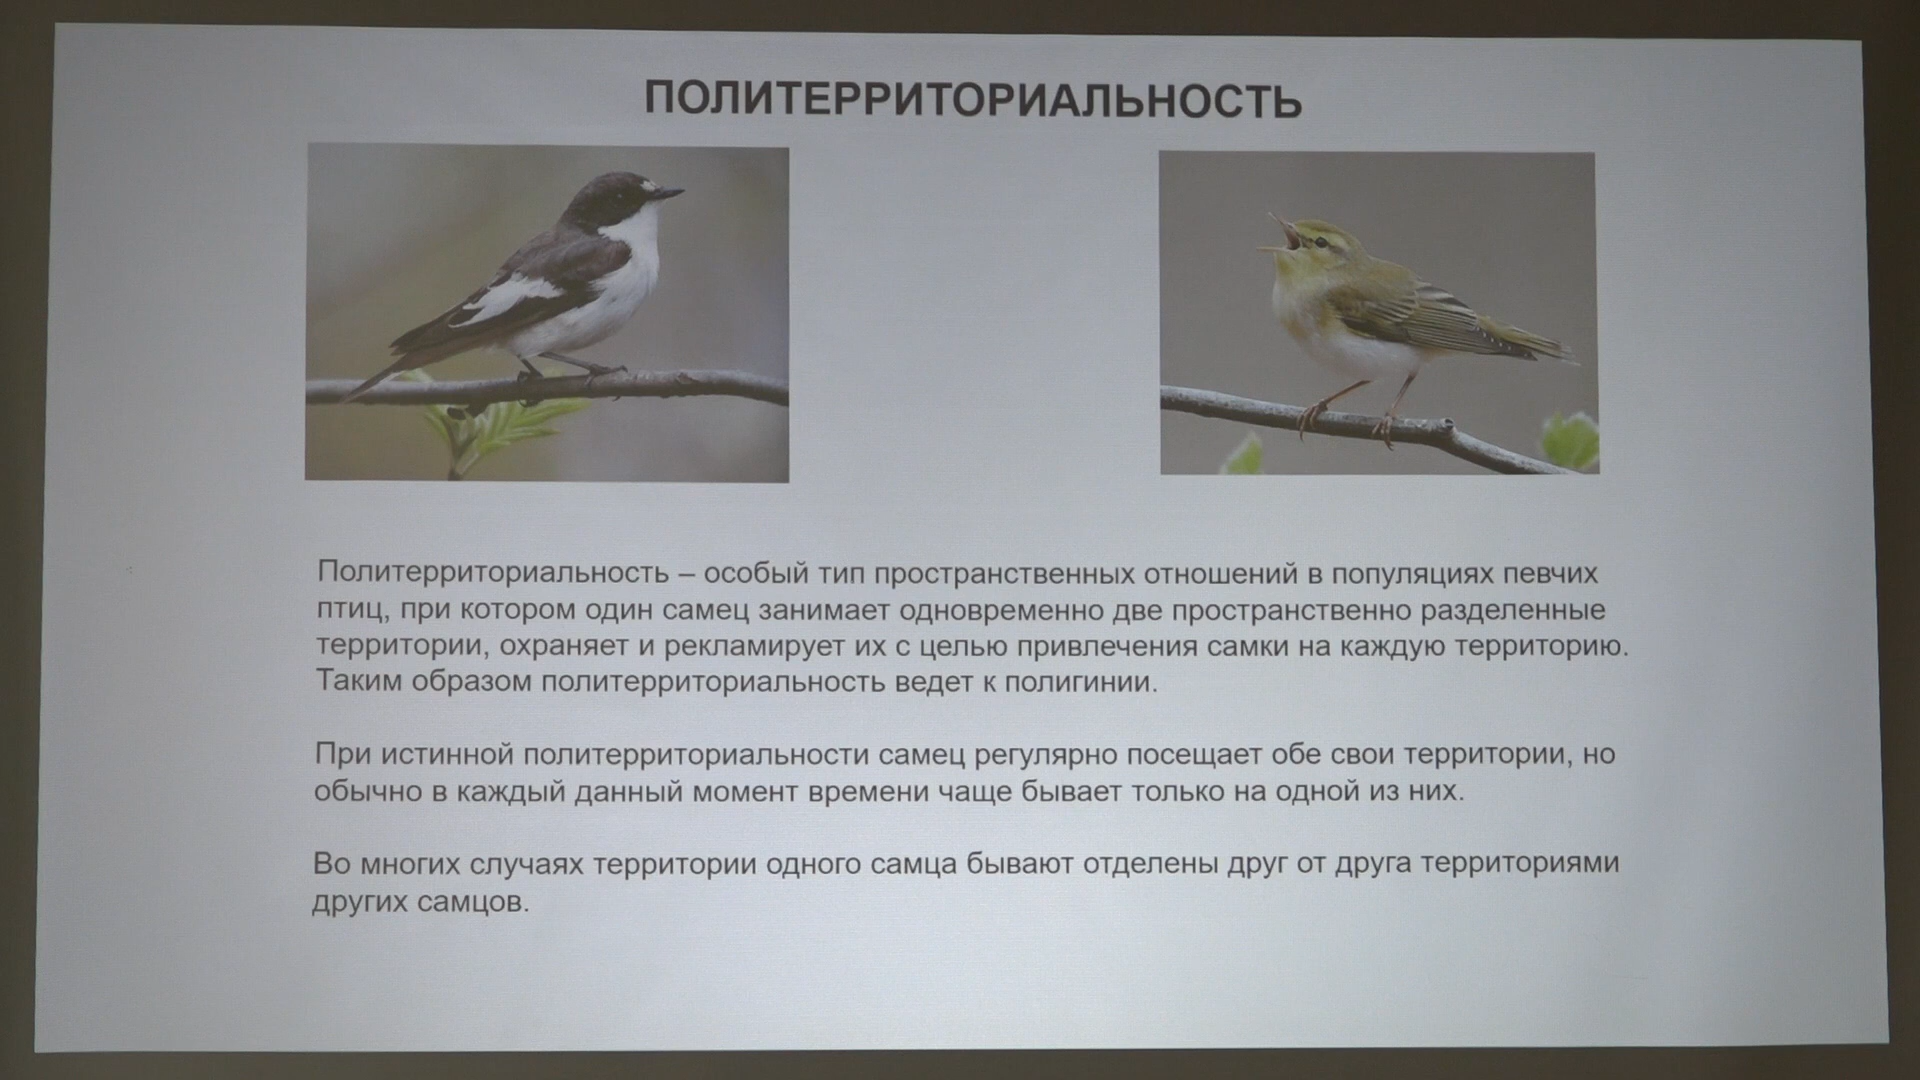 ПОЛИТЕРРИТОРИАЛЬНОСТЬ
Политерриториальность – особый тип пространственных отношений в популяциях певчих
птиц, при котором один самец занимает одновременно две пространственно разделенные
территории, охраняет и рекламирует их с целью привлечения самки на каждую территорию.
Таким образом политерриториальность ведет к полигинии.
При истинной политерриториальности самец регулярно посещает обе свои территории, но
обычно в каждый данный момент времени чаще бывает только на одной из них.
Во многих случаях территории одного самца бывают отделены друг от друга территориями
других самцов.